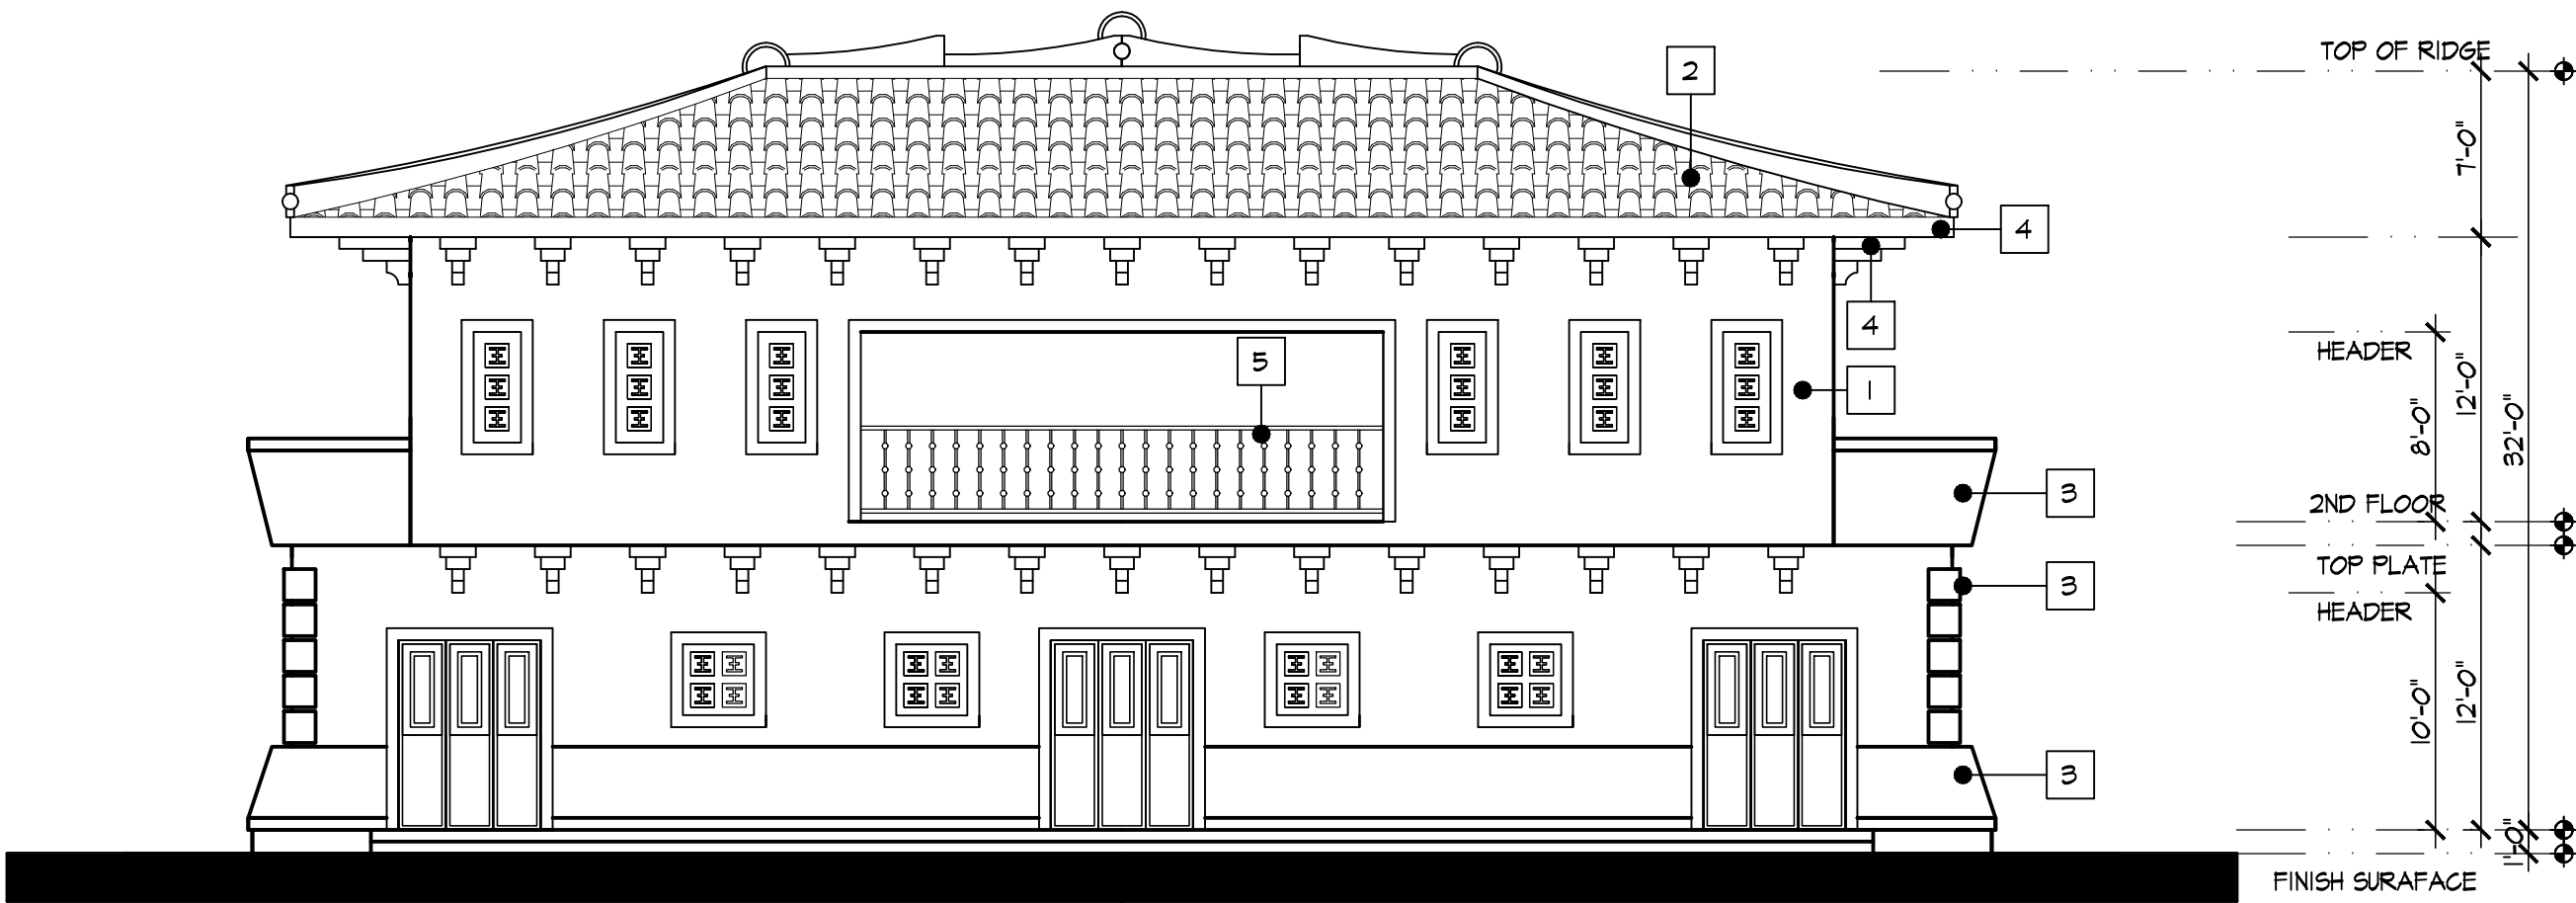 TOP OF RIDGE
2
7'-0"
4
4
HEADER
5
1
12'-0"
8'-0"
32'-0"
3
2ND FLOOR
TOP PLATE
3
HEADER
10'-0"
12'-0"
3
1'-0"
FINISH SURAFACE